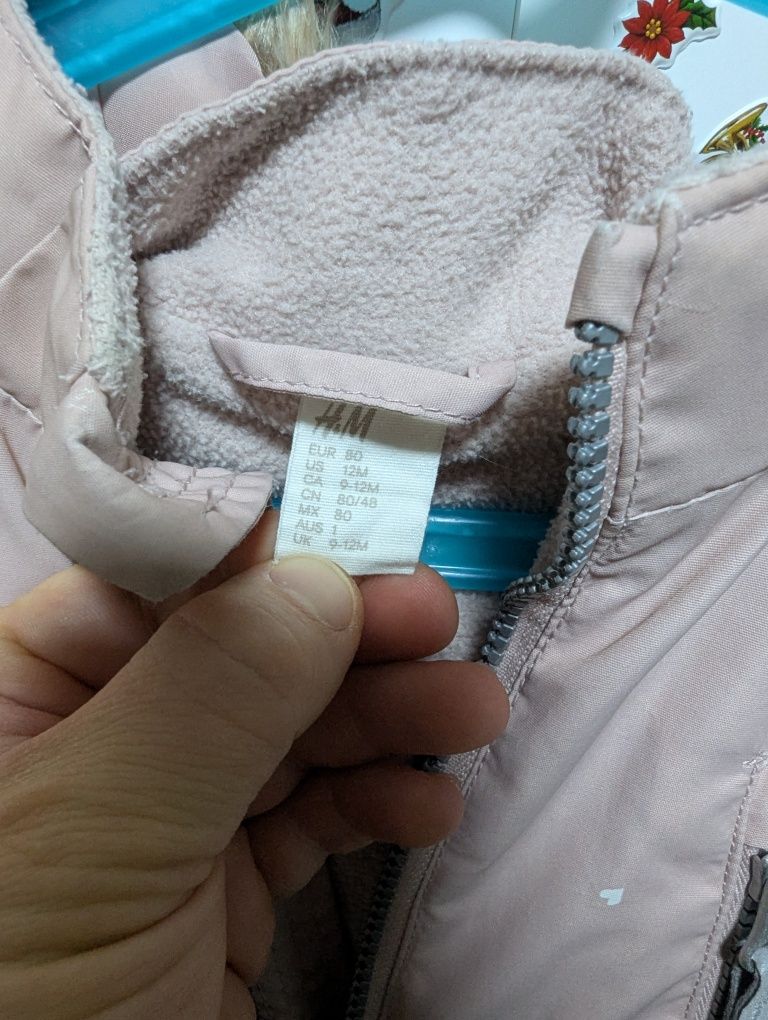 H&M
EUR 80
US 12M
CA 9-12M
CN 80/48
MX 80
AUS 1
UK 9-12M